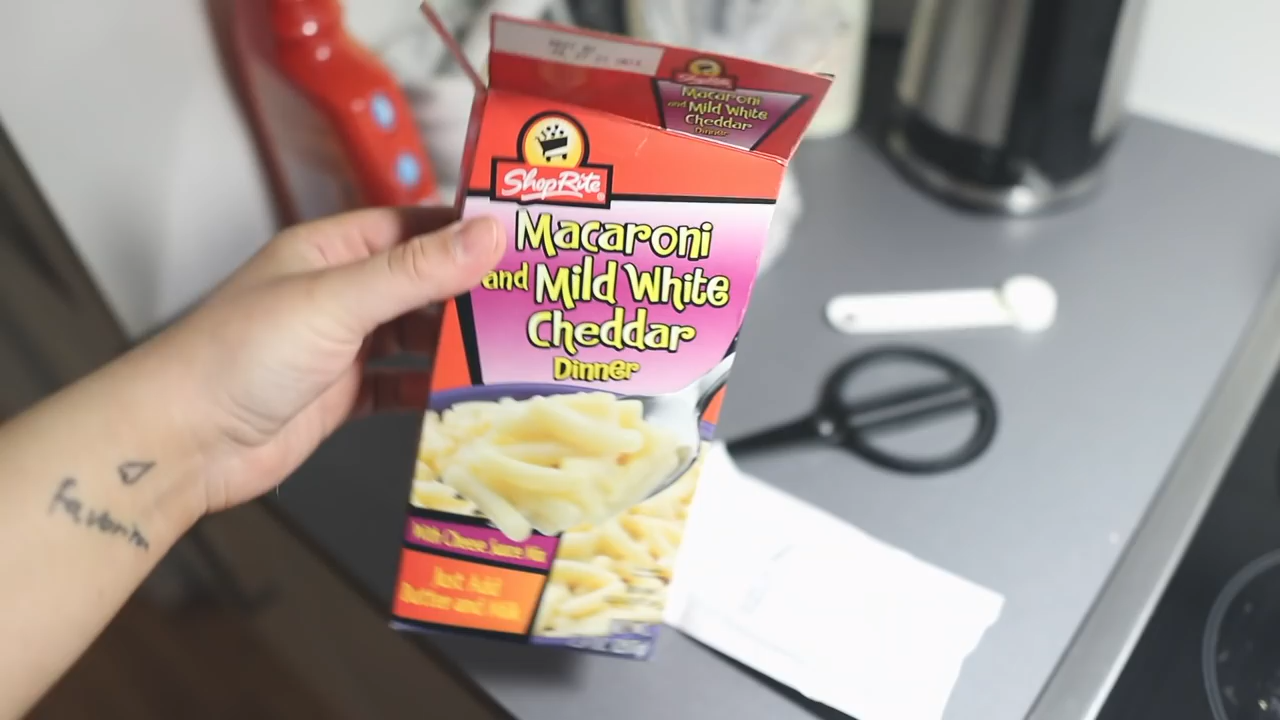 ShopRite
Macaroni
and Mild White
Cheddar
Dinner
ShopRite®
Macaroni
and Mild White
Cheddar
Dinner
With Cheese Sauce Mix
Just Add
Butter and Milk